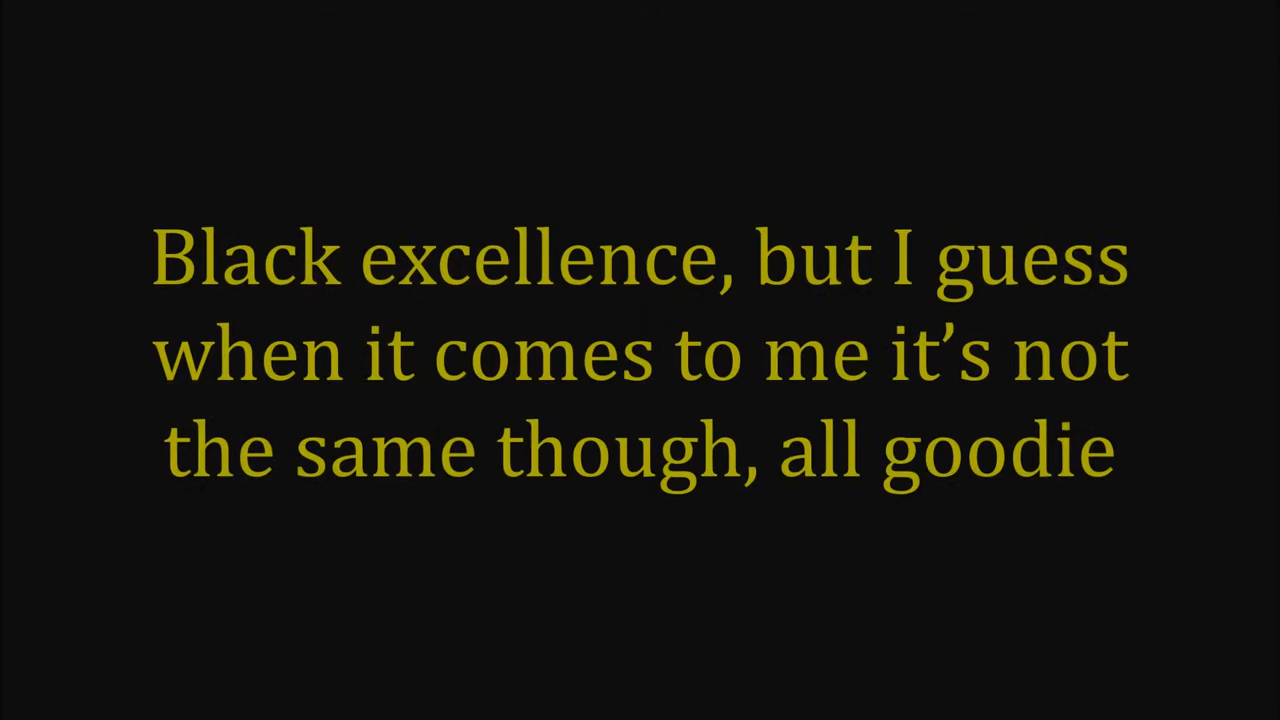 Black excellence, but I guess
when it comes to me it’s not
the same though, all goodie